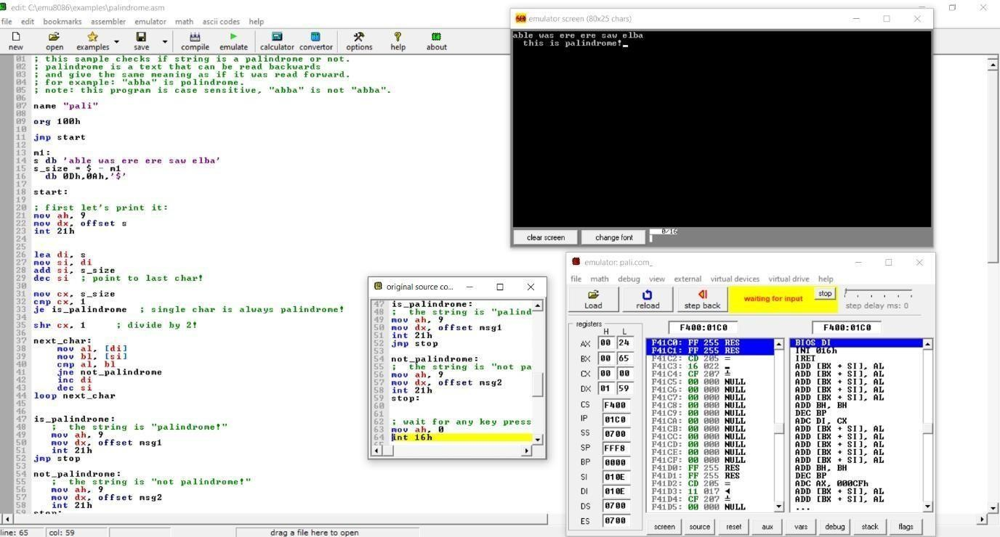 edit: C:\emu8086\examples\palindrome.asm
file edit bookmarks assembler emulator math ascii codes help
new open examples save compile emulate calculator convertor options help about
01 ; this sample checks if string is a palindrome or not.
02 ; palindrome is a text that can be read backwards
03 ; and give the same meaning as if it was read forward.
04 ; for example: "abba" is polindrome.
05 ; note: this program is case sensitive, "abba" is not "abba".
06
07 name "pali"
08
09 org 100h
10
11 jmp start
12
13 m1:
14 s db 'able was ere ere saw elba'
15 s_size = $ - m1
16 db 0Dh,0Ah,'$'
17
18 start:
19
20 ; first let's print it:
21 mov ah, 9
22 mov dx, offset s
23 int 21h
24
25
26 lea di, s
27 mov si, di
28 add si, s_size
29 dec si ; point to last char!
30
31 mov cx, s_size
32 cmp cx, 1
33 je is_palindrome ; single char is always palindrome!
34
35 shr cx, 1 ; divide by 2!
36
37 next_char:
38 mov al, [di]
39 mov bl, [si]
40 cmp al, bl
41 jne not_palindrome
42 inc di
43 dec si
44 loop next_char
45
46
47 is_palindrome:
48 ; the string is "palindrome!"
49 mov ah, 9
50 mov dx, offset msg1
51 int 21h
52 jmp stop
53
54 not_palindrome:
55 ; the string is "not palindrome!"
56 mov ah, 9
57 mov dx, offset msg2
58 int 21h
59 stop:
line: 65 col: 59 drag a file here to open
original source co...
47 is_palindrome:
48 ; the string is "palind
49 mov ah, 9
50 mov dx, offset msg1
51 int 21h
52 jmp stop
53
54 not_palindrome:
55 ; the string is "not pa
56 mov ah, 9
57 mov dx, offset msg2
58 int 21h
59 stop:
60
61
62 ; wait for any key press
63 mov ah, 0
64 int 16h
emulator screen (80x25 chars)
able was ere ere saw elba
this is palindrome!
clear screen change font 0/16
emulator: pali.com_
file math debug view external virtual devices virtual drive help
Load reload step back waiting for input stop step delay ms: 0
registers F400:01C0 F400:01C0
H L
AX 00 24
BX 00 65
CX 00 00
DX 01 59
CS F400
IP 01C0
SS 0700
SP FFF8
BP 0000
SI 010E
DI 010E
DS 0700
ES 0700
F41C0: FF 255 RES
F41C1: FF 255 RES
F41C2: CD 205 =
F41C3: 16 022 ▬
F41C4: CF 207 ╧
F41C5: 00 000 NULL
F41C6: 00 000 NULL
F41C7: 00 000 NULL
F41C8: 00 000 NULL
F41C9: 00 000 NULL
F41CA: 00 000 NULL
F41CB: 00 000 NULL
F41CC: 00 000 NULL
F41CD: 00 000 NULL
F41CE: 00 000 NULL
F41CF: 00 000 NULL
F41D0: FF 255 RES
F41D1: FF 255 RES
F41D2: CD 205 =
F41D3: 11 017 ◄
F41D4: CF 207 ╧
F41D5: 00 000 NULL
BIOS DI
INT 016h
IRET
ADD [BX + SI], AL
ADD [BX + SI], AL
ADD [BX + SI], AL
ADD [BX + SI], AL
ADD [BX + SI], AL
ADD BH, BH
DEC BP
ADC DI, CX
ADD [BX + SI], AL
ADD [BX + SI], AL
ADD [BX + SI], AL
ADD [BX + SI], AL
ADD [BX + SI], AL
ADD BH, BH
DEC BP
ADC AX, 000CFh
ADD [BX + SI], AL
ADD [BX + SI], AL
...
screen source reset aux vars debug stack flags